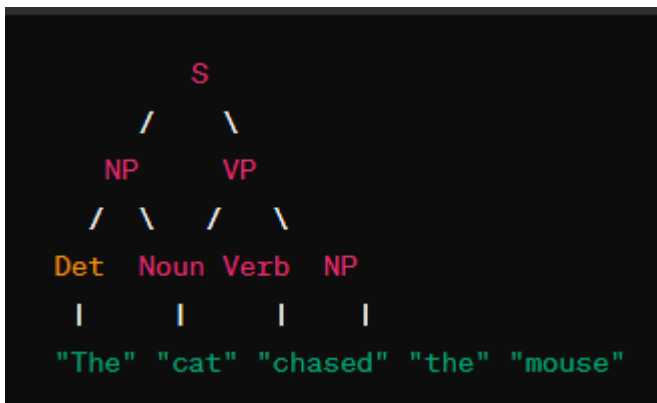 S
/ \
NP VP
/ \ / \
Det Noun Verb NP
| | | |
"The" "cat" "chased" "the" "mouse"